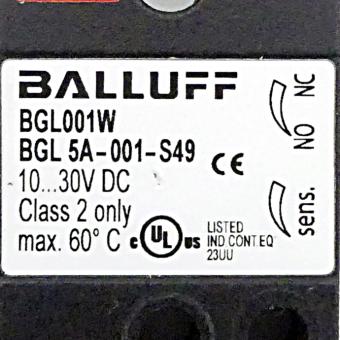 BALLUFF
BGL001W
BGL 5A-001-S49
CE
10...30V DC
Class 2 only
max. 60° C
c UL US
LISTED
IND CONT.EQ
23UU
NO NC
sens.